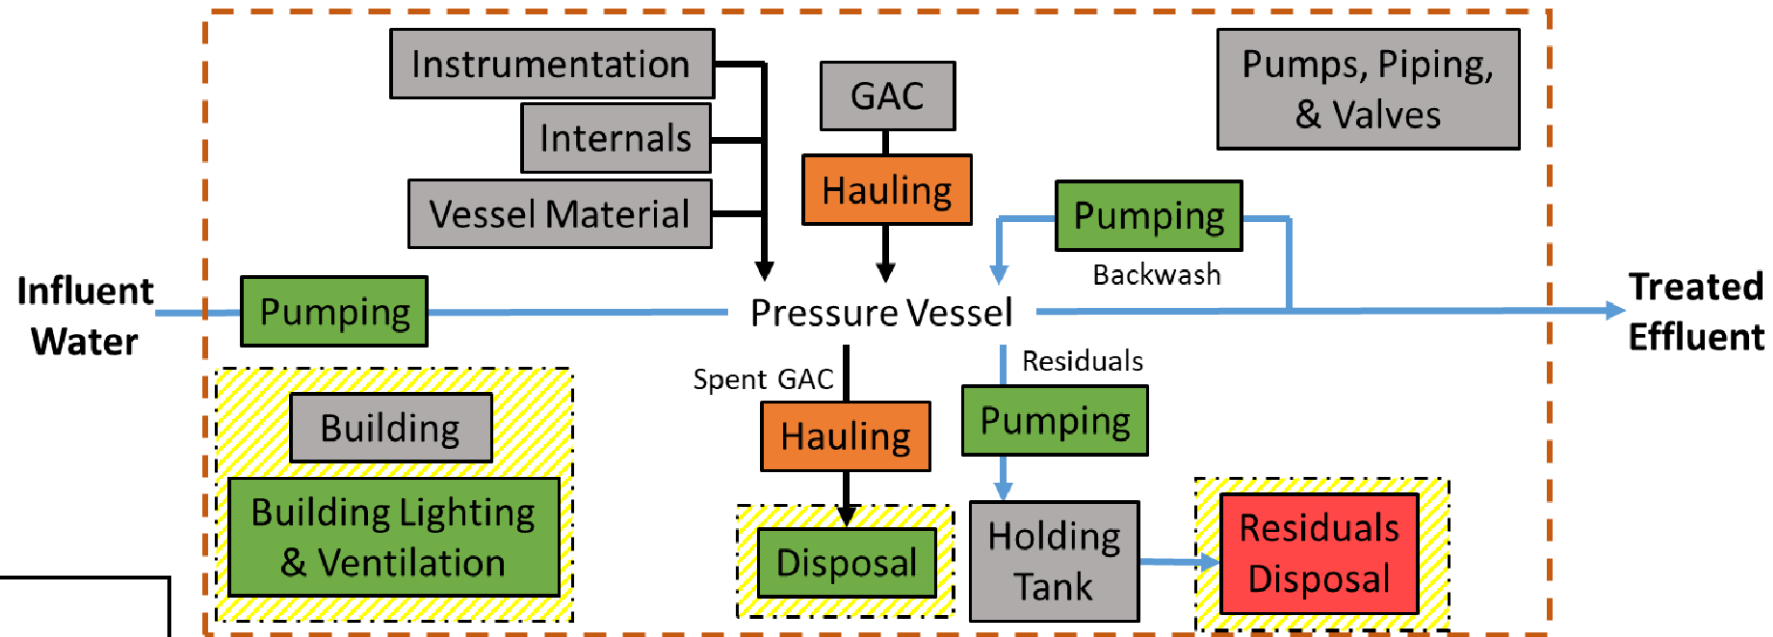 Instrumentation
Internals
Vessel Material
GAC
Hauling
Pumps, Piping,
& Valves
Pumping
Backwash
Influent
Water
Pumping
Pressure Vessel
Treated
Effluent
Spent GAC
Residuals
Hauling
Pumping
Building
Building Lighting
& Ventilation
Disposal
Holding
Tank
Residuals
Disposal